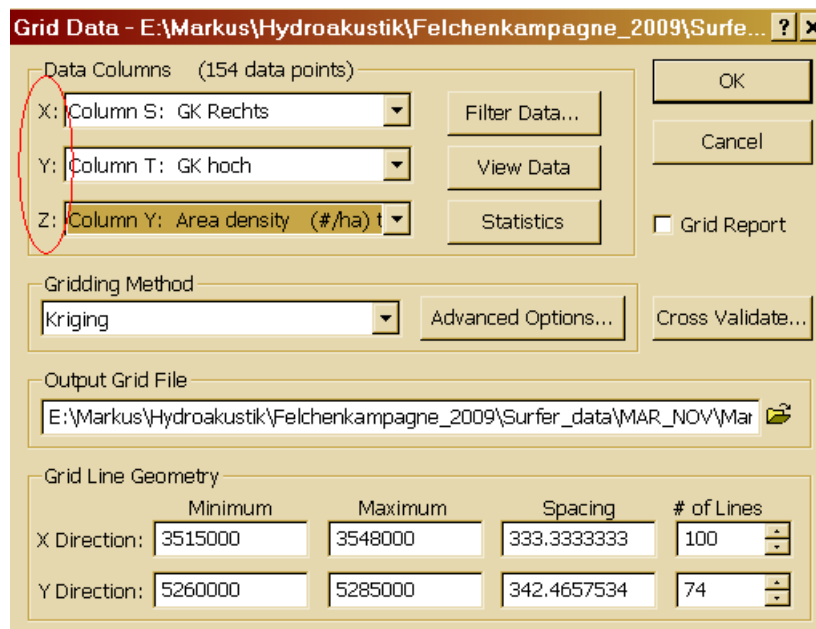 Grid Data - E:\Markus\Hydroakustik\Felchenkampagne_2009\Surfe... ? x
Data Columns (154 data points)
X: Column S: GK Rechts
Filter Data...
OK
Y: Column T: GK hoch
View Data
Cancel
Z: Column Y: Area density (#/ha) t
Statistics
Grid Report
Gridding Method
Kriging
Advanced Options...
Cross Validate...
Output Grid File
E:\Markus\Hydroakustik\Felchenkampagne_2009\Surfer_data\MAR_NOV\Mar
Grid Line Geometry
Minimum Maximum Spacing # of Lines
X Direction: 3515000 3548000 333.3333333 100
Y Direction: 5260000 5285000 342.4657534 74